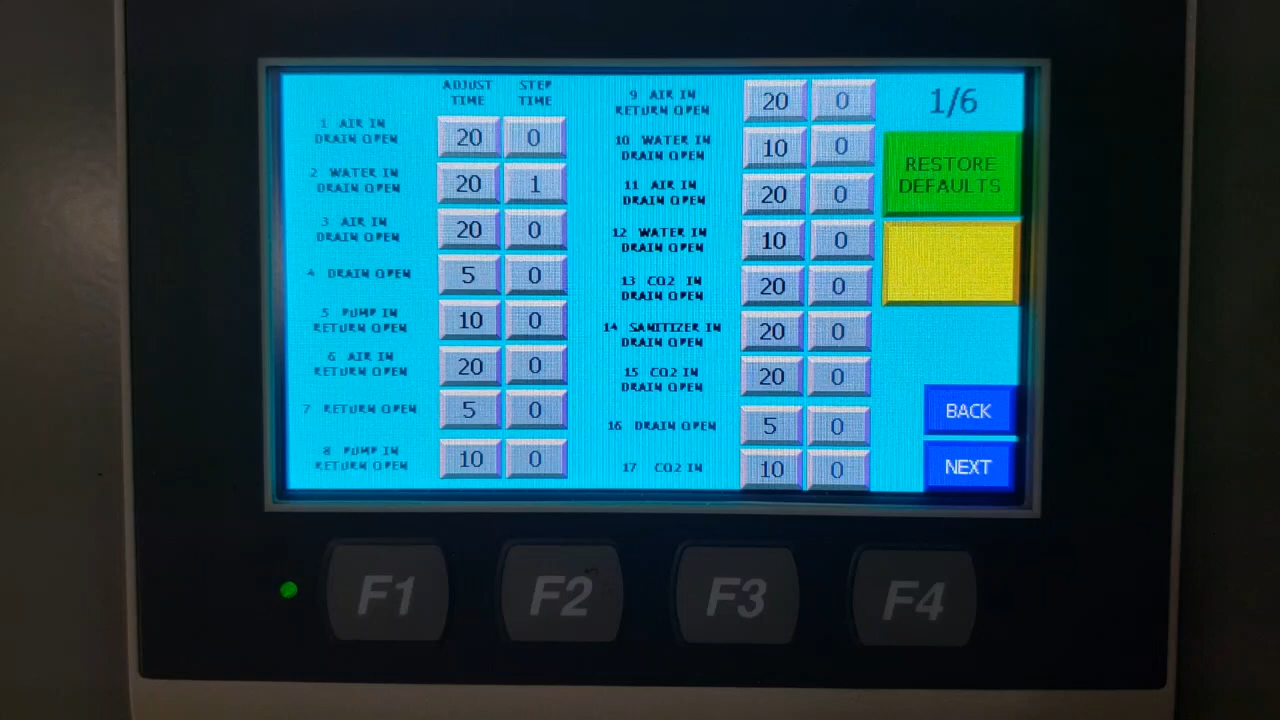 ADJUST TIME STEP TIME
1 AIR IN
DRAIN OPEN 20 0
2 WATER IN
DRAIN OPEN 20 1
3 AIR IN
DRAIN OPEN 20 0
4 DRAIN OPEN 5 0
5 PUMP IN
RETURN OPEN 10 0
6 AIR IN
RETURN OPEN 20 0
7 RETURN OPEN 5 0
8 PUMP IN
RETURN OPEN 10 0
9 AIR IN
RETURN OPEN 20 0
10 WATER IN
DRAIN OPEN 10 0
11 AIR IN
DRAIN OPEN 20 0
12 WATER IN
DRAIN OPEN 10 0
13 CO2 IN
DRAIN OPEN 20 0
14 SANITIZER IN
DRAIN OPEN 20 0
15 CO2 IN
DRAIN OPEN 20 0
16 DRAIN OPEN 5 0
17 CO2 IN 10 0
1/6
RESTORE
DEFAULTS
BACK
NEXT
F1 F2 F3 F4